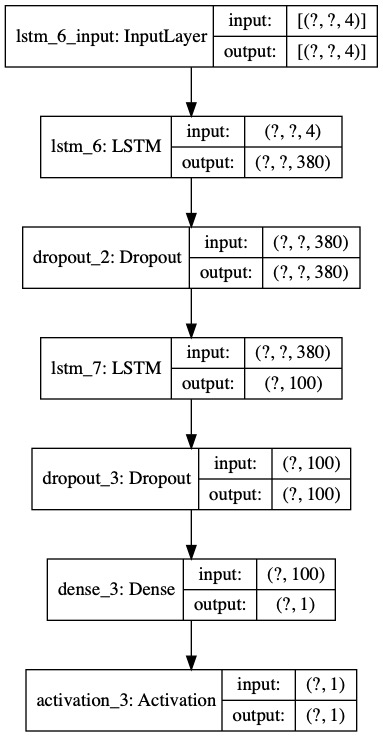 lstm_6_input: InputLayer
input: [(?, ?, 4)]
output: [(?, ?, 4)]
lstm_6: LSTM
input: (?, ?, 4)
output: (?, ?, 380)
dropout_2: Dropout
input: (?, ?, 380)
output: (?, ?, 380)
lstm_7: LSTM
input: (?, ?, 380)
output: (?, 100)
dropout_3: Dropout
input: (?, 100)
output: (?, 100)
dense_3: Dense
input: (?, 100)
output: (?, 1)
activation_3: Activation
input: (?, 1)
output: (?, 1)